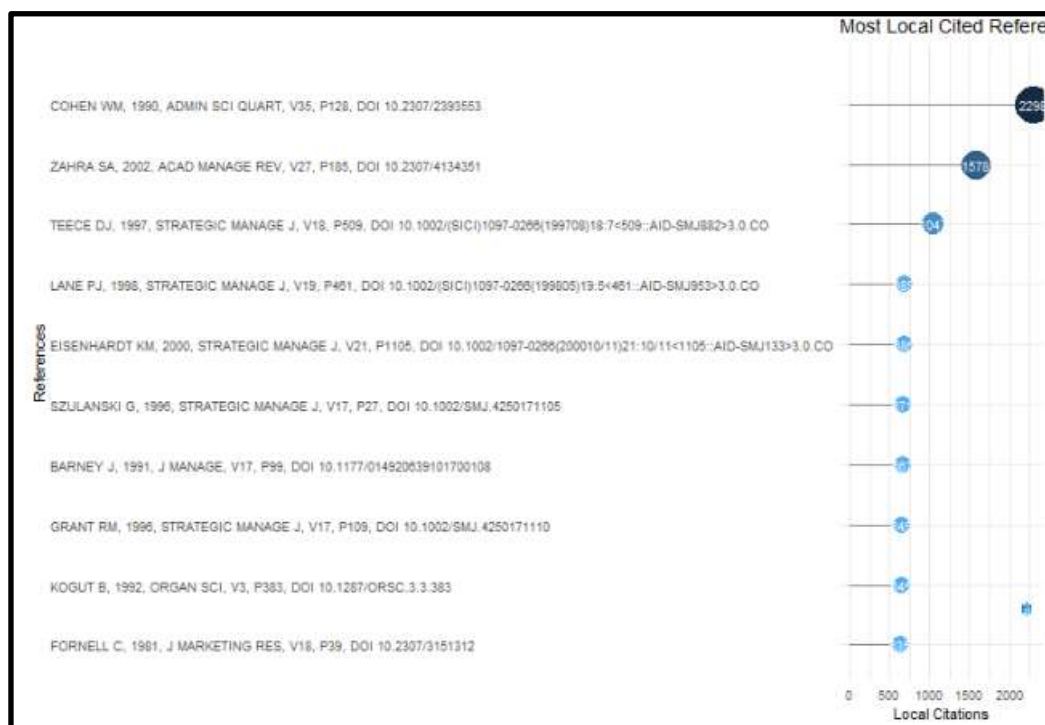 Most Local Cited Refere
COHEN WM, 1990, ADMIN SCI QUART, V35, P128, DOI 10.2307/2393553
2298
ZAHRA SA, 2002, ACAD MANAGE REV, V27, P185, DOI 10.2307/4134351
1578
TEECE DJ, 1997, STRATEGIC MANAGE J, V18, P509, DOI 10.1002/(SICI)1097-0266(199708)18:7<509::AID-SMJ882>3.0.CO
LANE PJ, 1998, STRATEGIC MANAGE J, V19, P461, DOI 10.1002/(SICI)1097-0266(199805)19:5<461::AID-SMJ953>3.0.CO
EISENHARDT KM, 2000, STRATEGIC MANAGE J, V21, P1105, DOI 10.1002/1097-0266(200010/11)21:10/11<1105::AID-SMJ133>3.0.CO
SZULANSKI G, 1996, STRATEGIC MANAGE J, V17, P27, DOI 10.1002/SMJ.4250171105
BARNEY J, 1991, J MANAGE, V17, P99, DOI 10.1177/014920639101700108
GRANT RM, 1996, STRATEGIC MANAGE J, V17, P109, DOI 10.1002/SMJ.4250171110
KOGUT B, 1992, ORGAN SCI, V3, P383, DOI 10.1287/ORSC.3.3.383
FORNELL C, 1981, J MARKETING RES, V18, P39, DOI 10.2307/3151312
References
0 500 1000 1500 2000
Local Citations